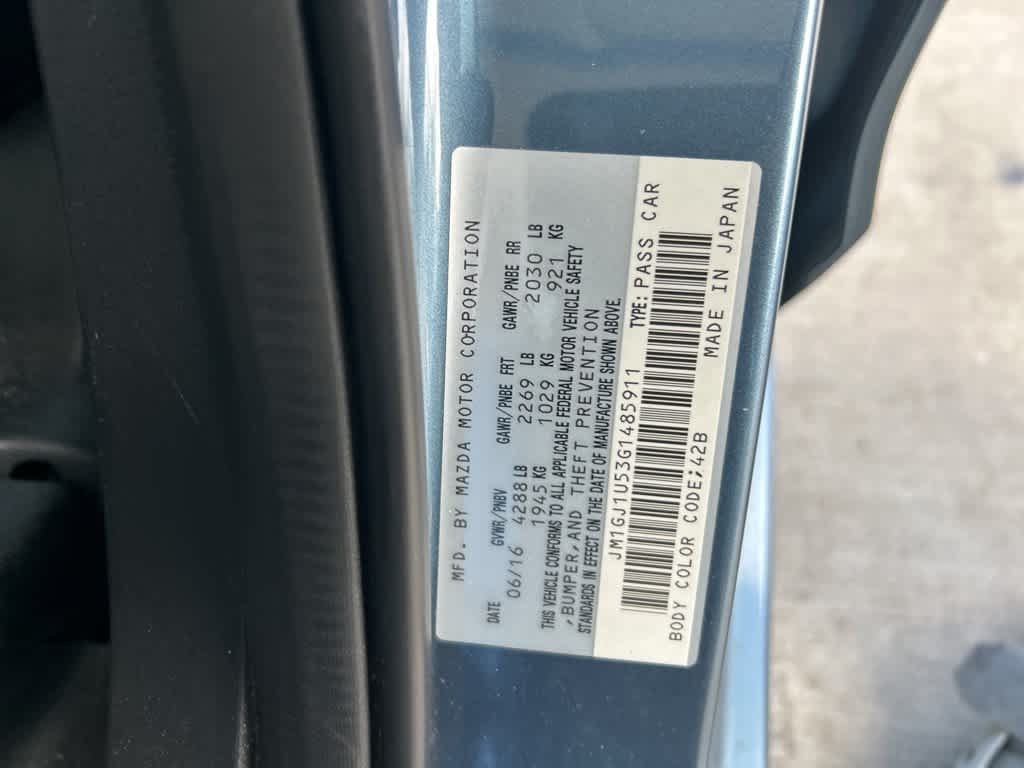 MFD. BY MAZDA MOTOR CORPORATION
DATE GVWR/PNBV GAWR/PNBE FRT GAWR/PNBE RR
06/16 4288 LB 2269 LB 2030 LB
1945 KG 1029 KG 921 KG
THIS VEHICLE CONFORMS TO ALL APPLICABLE FEDERAL MOTOR VEHICLE SAFETY
,BUMPER, AND THEFT PREVENTION
STANDARDS IN EFFECT ON THE DATE OF MANUFACTURE SHOWN ABOVE.
JM1GJ1U53G1485911 TYPE: PASS CAR
BODY COLOR CODE:42B MADE IN JAPAN